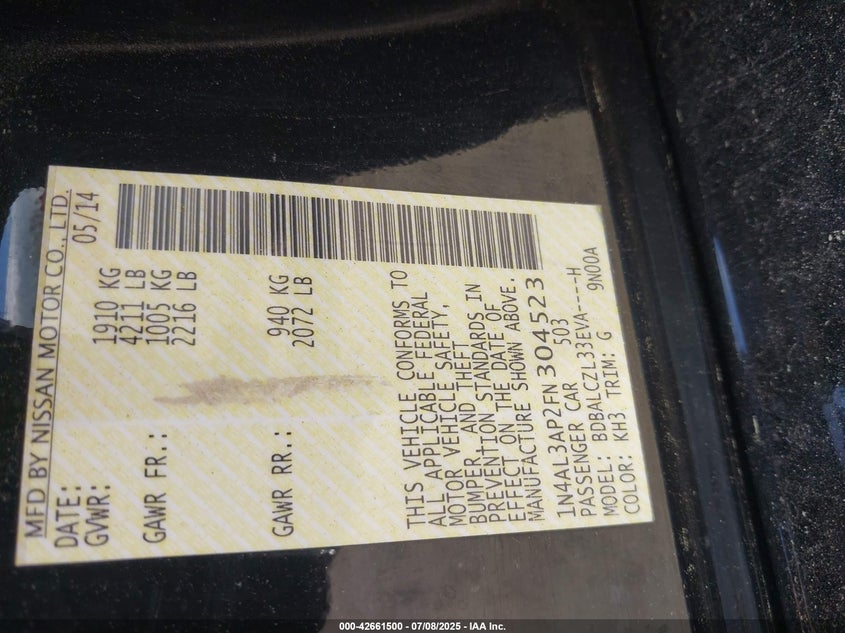 MFD BY NISSAN MOTOR CO., LTD.
DATE: 05/14
GVWR: 1910 KG
4211 LB
GAWR FR.: 1005 KG
2216 LB
GAWR RR.: 940 KG
2072 LB
THIS VEHICLE CONFORMS TO
ALL APPLICABLE FEDERAL
MOTOR VEHICLE SAFETY,
BUMPER, AND THEFT
PREVENTION STANDARDS IN
EFFECT ON THE DATE OF
MANUFACTURE SHOWN ABOVE.
1N4AL3AP2FN304523
PASSENGER CAR 503
MODEL: BDBALCZL33EVA----H
COLOR: KH3 TRIM: G 9N00A
000-42661500 - 07/08/2025 - IAA Inc.